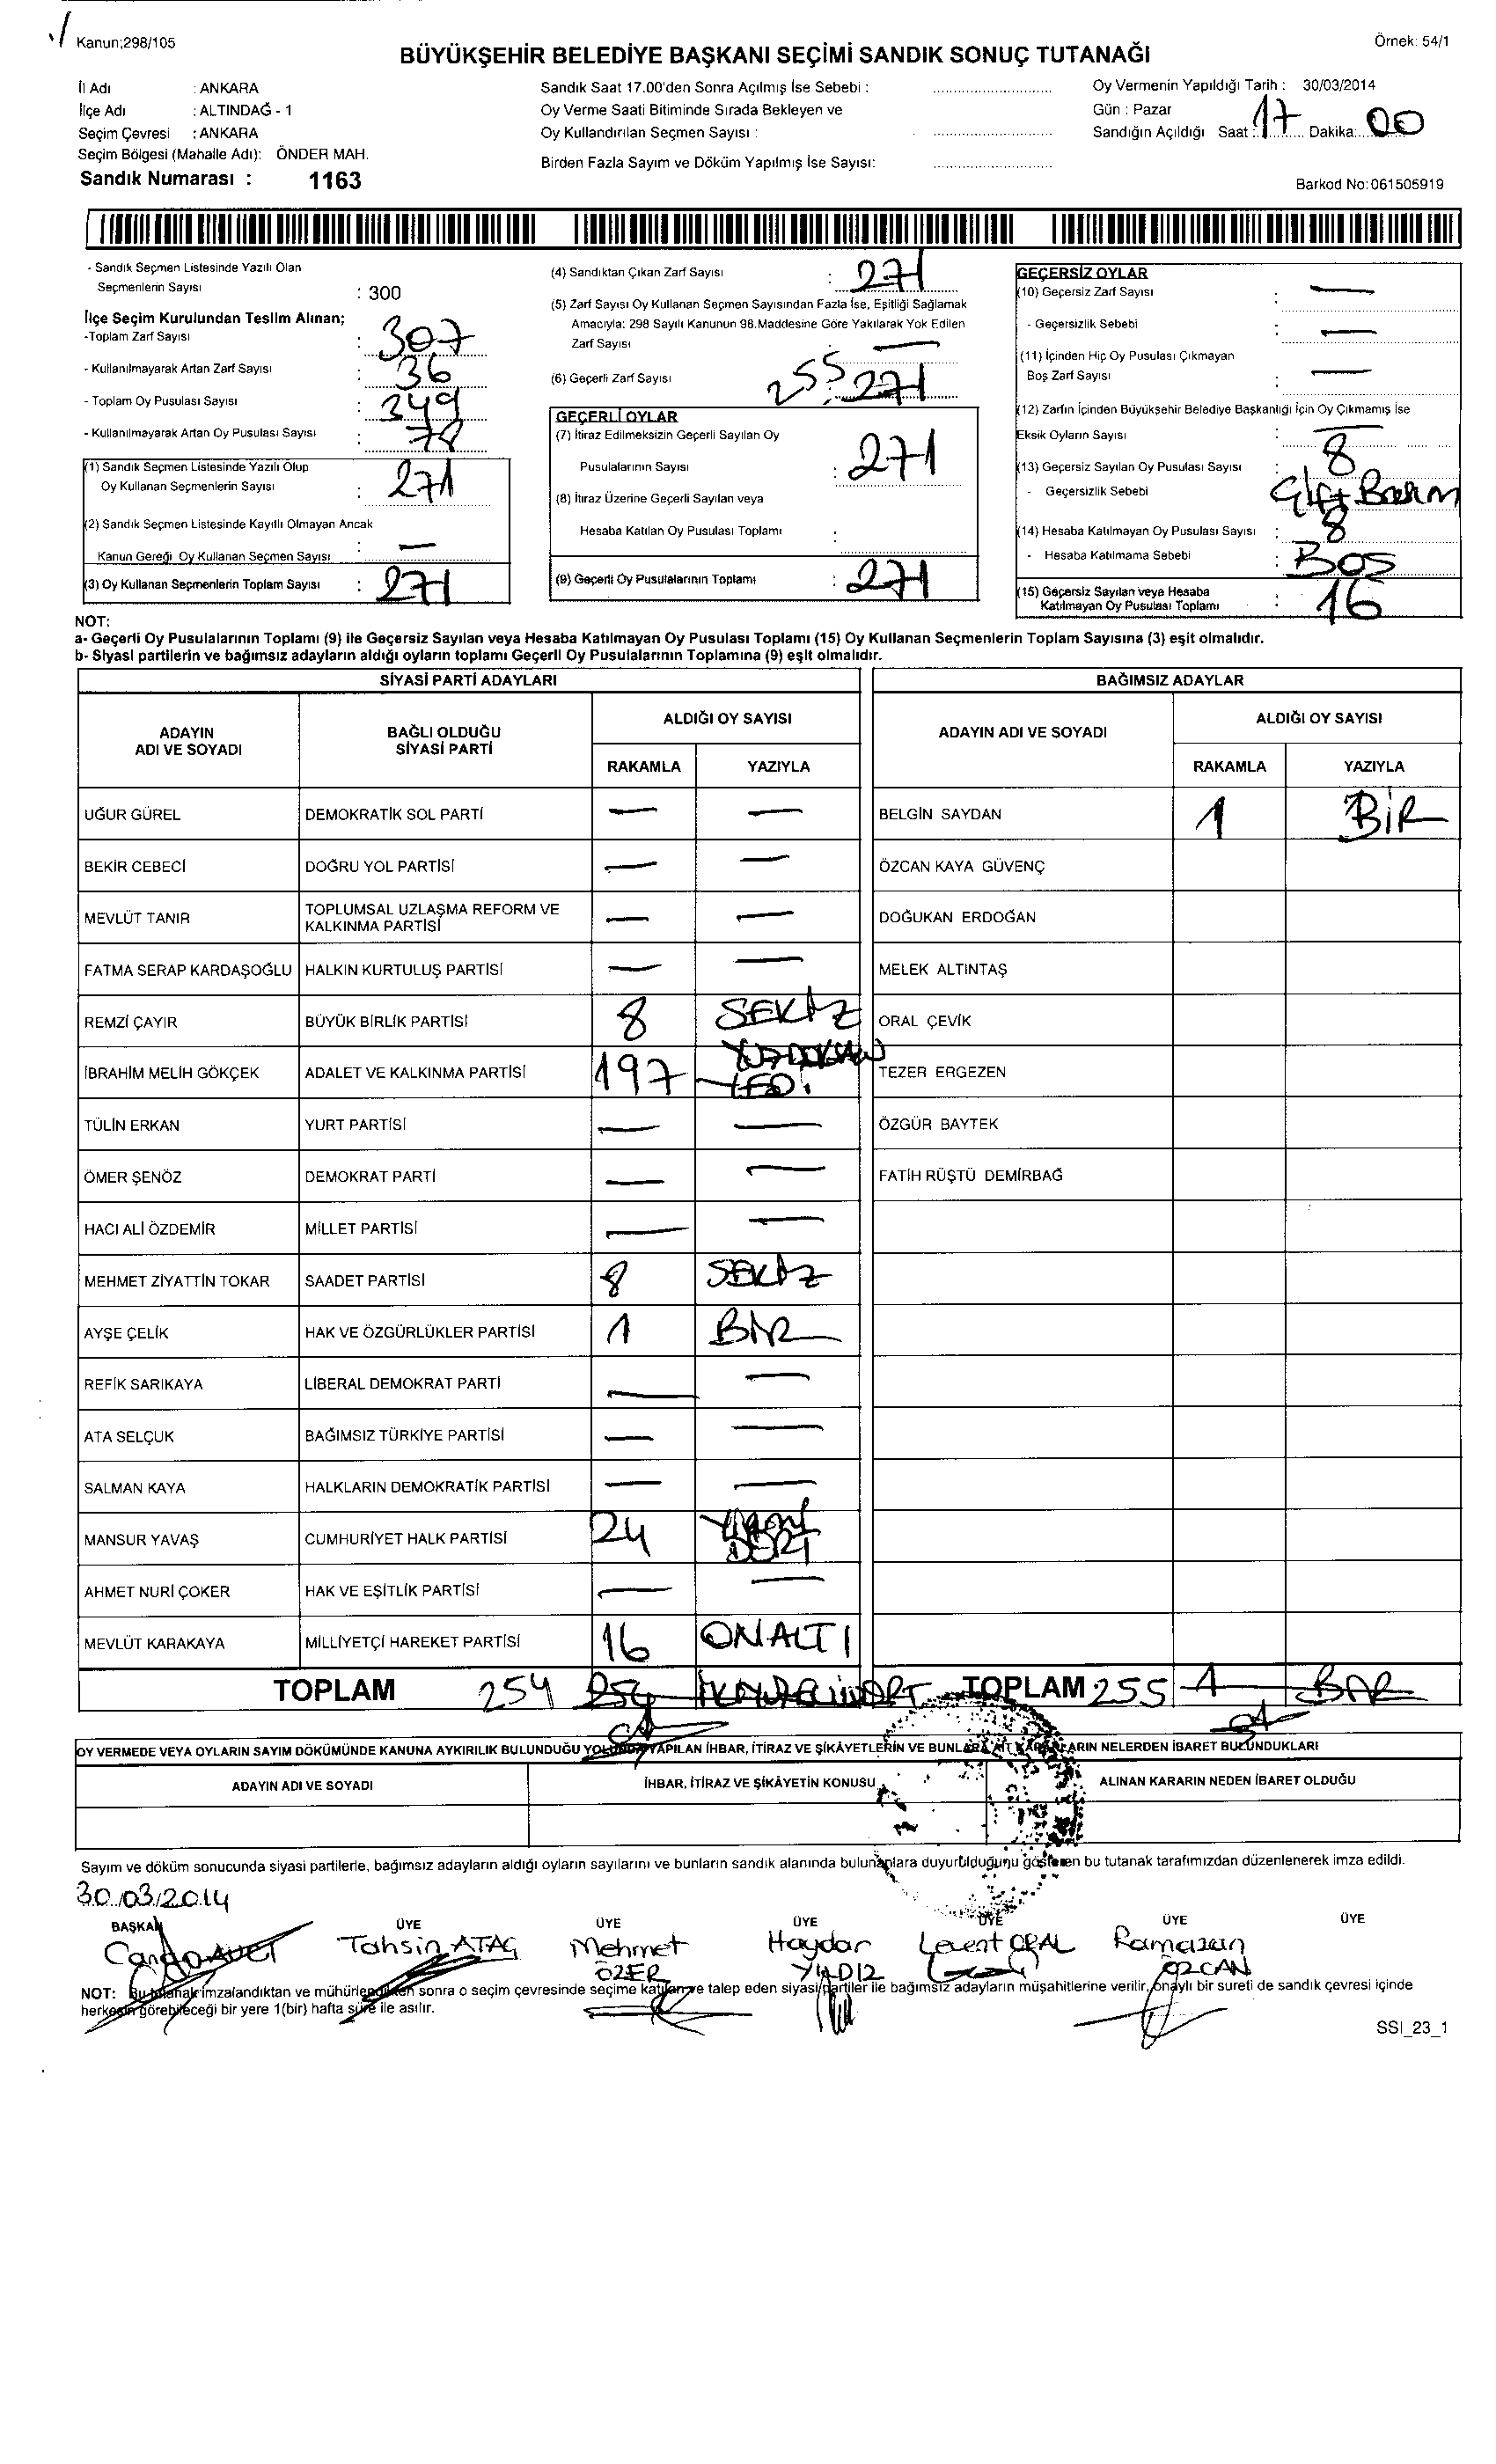 Kanun;298/105
Örnek: 54/1
BÜYÜKŞEHİR BELEDİYE BAŞKANI SEÇİMİ SANDIK SONUÇ TUTANAĞI
İl Adı : ANKARA
İlçe Adı : ALTINDAĞ - 1
Seçim Çevresi : ANKARA
Seçim Bölgesi (Mahalle Adı): ÖNDER MAH.
Sandık Numarası : 1163
Sandık Saat 17.00'den Sonra Açılmış İse Sebebi :
Oy Verme Saati Bitiminde Sırada Bekleyen ve
Oy Kullandırılan Seçmen Sayısı :
Birden Fazla Sayım ve Döküm Yapılmış İse Sayısı:
Oy Vermenin Yapıldığı Tarih : 30/03/2014
Gün : Pazar
Sandığın Açıldığı Saat : 17 Dakika: 00
Barkod No:061505919
- Sandık Seçmen Listesinde Yazılı Olan
Seçmenlerin Sayısı : 300
İlçe Seçim Kurulundan Teslim Alınan;
-Toplam Zarf Sayısı : 307
- Kullanılmayarak Artan Zarf Sayısı : 36
- Toplam Oy Pusulası Sayısı : 349
- Kullanılmayarak Artan Oy Pusulası Sayısı : 78
(1) Sandık Seçmen Listesinde Yazılı Olup
Oy Kullanan Seçmenlerin Sayısı : 271
(2) Sandık Seçmen Listesinde Kayıtlı Olmayan Ancak
Kanun Gereği Oy Kullanan Seçmen Sayısı : —
(3) Oy Kullanan Seçmenlerin Toplam Sayısı : 271
(4) Sandıktan Çıkan Zarf Sayısı : 271
(5) Zarf Sayısı Oy Kullanan Seçmen Sayısından Fazla İse, Eşitliği Sağlamak
Amacıyla: 298 Sayılı Kanunun 98.Maddesine Göre Yakılarak Yok Edilen
Zarf Sayısı : —
(6) Geçerli Zarf Sayısı : 255 271
GEÇERLİ OYLAR
(7) İtiraz Edilmeksizin Geçerli Sayılan Oy
Pusulalarının Sayısı : 271
(8) İtiraz Üzerine Geçerli Sayılan veya
Hesaba Katılan Oy Pusulası Toplamı :
(9) Geçerli Oy Pusulalarının Toplamı : 271
GEÇERSİZ OYLAR
(10) Geçersiz Zarf Sayısı : —
- Geçersizlik Sebebi : —
(11) İçinden Hiç Oy Pusulası Çıkmayan
Boş Zarf Sayısı : —
(12) Zarfın İçinden Büyükşehir Belediye Başkanlığı İçin Oy Çıkmamış İse
Eksik Oyların Sayısı : —
(13) Geçersiz Sayılan Oy Pusulası Sayısı : 8
- Geçersizlik Sebebi
(14) Hesaba Katılmayan Oy Pusulası Sayısı : 8
- Hesaba Katılmama Sebebi : BOS
(15) Geçersiz Sayılan veya Hesaba
Katılmayan Oy Pusulası Toplamı : 16
NOT:
a- Geçerli Oy Pusulalarının Toplamı (9) ile Geçersiz Sayılan veya Hesaba Katılmayan Oy Pusulası Toplamı (15) Oy Kullanan Seçmenlerin Toplam Sayısına (3) eşit olmalıdır.
b- Siyasi partilerin ve bağımsız adayların aldığı oyların toplamı Geçerli Oy Pusulalarının Toplamına (9) eşit olmalıdır.
SİYASİ PARTİ ADAYLARI
ADAYIN ADI VE SOYADI
BAĞLI OLDUĞU SİYASİ PARTİ
ALDIĞI OY SAYISI
RAKAMLA YAZIYLA
UĞUR GÜREL DEMOKRATİK SOL PARTİ — —
BEKİR CEBECİ DOĞRU YOL PARTİSİ — —
MEVLÜT TANIR TOPLUMSAL UZLAŞMA REFORM VE KALKINMA PARTİSİ — —
FATMA SERAP KARDAŞOĞLU HALKIN KURTULUŞ PARTİSİ — —
REMZİ ÇAYIR BÜYÜK BİRLİK PARTİSİ 8 SEKİZ
İBRAHİM MELİH GÖKÇEK ADALET VE KALKINMA PARTİSİ 197 YÜZDOKSAN YEDİ
TÜLİN ERKAN YURT PARTİSİ — —
ÖMER ŞENÖZ DEMOKRAT PARTİ — —
HACI ALİ ÖZDEMİR MİLLET PARTİSİ — —
MEHMET ZİYATTİN TOKAR SAADET PARTİSİ 8 SEKİZ
AYŞE ÇELİK HAK VE ÖZGÜRLÜKLER PARTİSİ 1 BİR
REFİK SARIKAYA LİBERAL DEMOKRAT PARTİ — —
ATA SELÇUK BAĞIMSIZ TÜRKİYE PARTİSİ — —
SALMAN KAYA HALKLARIN DEMOKRATİK PARTİSİ — —
MANSUR YAVAŞ CUMHURİYET HALK PARTİSİ 24 YİRMİ DÖRT
AHMET NURİ ÇOKER HAK VE EŞİTLİK PARTİSİ — —
MEVLÜT KARAKAYA MİLLİYETÇİ HAREKET PARTİSİ 16 ONALTI
TOPLAM 254 254
BAĞIMSIZ ADAYLAR
ADAYIN ADI VE SOYADI
ALDIĞI OY SAYISI
RAKAMLA YAZIYLA
BELGİN SAYDAN 1 BİR
ÖZCAN KAYA GÜVENÇ
DOĞUKAN ERDOĞAN
MELEK ALTINTAŞ
ORAL ÇEVİK
TEZER ERGEZEN
ÖZGÜR BAYTEK
FATİH RÜŞTÜ DEMİRBAĞ
TOPLAM 255 1 BİR
OY VERMEDE VEYA OYLARIN SAYIM DÖKÜMÜNDE KANUNA AYKIRILIK BULUNDUĞU YOLUNDA YAPILAN İHBAR, İTİRAZ VE ŞİKÂYETLERİN VE BUNLARA AİT KARARLARIN NELERDEN İBARET BULUNDUKLARI
ADAYIN ADI VE SOYADI
İHBAR, İTİRAZ VE ŞİKÂYETİN KONUSU
ALINAN KARARIN NEDEN İBARET OLDUĞU
Sayım ve döküm sonucunda siyasi partilerle, bağımsız adayların aldığı oyların sayılarını ve bunların sandık alanında bulunanlara duyurulduğunu gösteren bu tutanak tarafımızdan düzenlenerek imza edildi.
30/03/2014
BAŞKAN ÜYE ÜYE ÜYE ÜYE ÜYE ÜYE
Tahsin ATAÇ Mehmet ÖZER Haydar YILDIZ Levent ORAL Ramazan ÖZCAN
NOT: Bu tutanak imzalandıktan ve mühürlendikten sonra o seçim çevresinde seçime katılan ve talep eden siyasi partiler ile bağımsız adayların müşahitlerine verilir, onaylı bir sureti de sandık çevresi içinde
herkesin görebileceği bir yere 1(bir) hafta süre ile asılır.
SSI_23_1